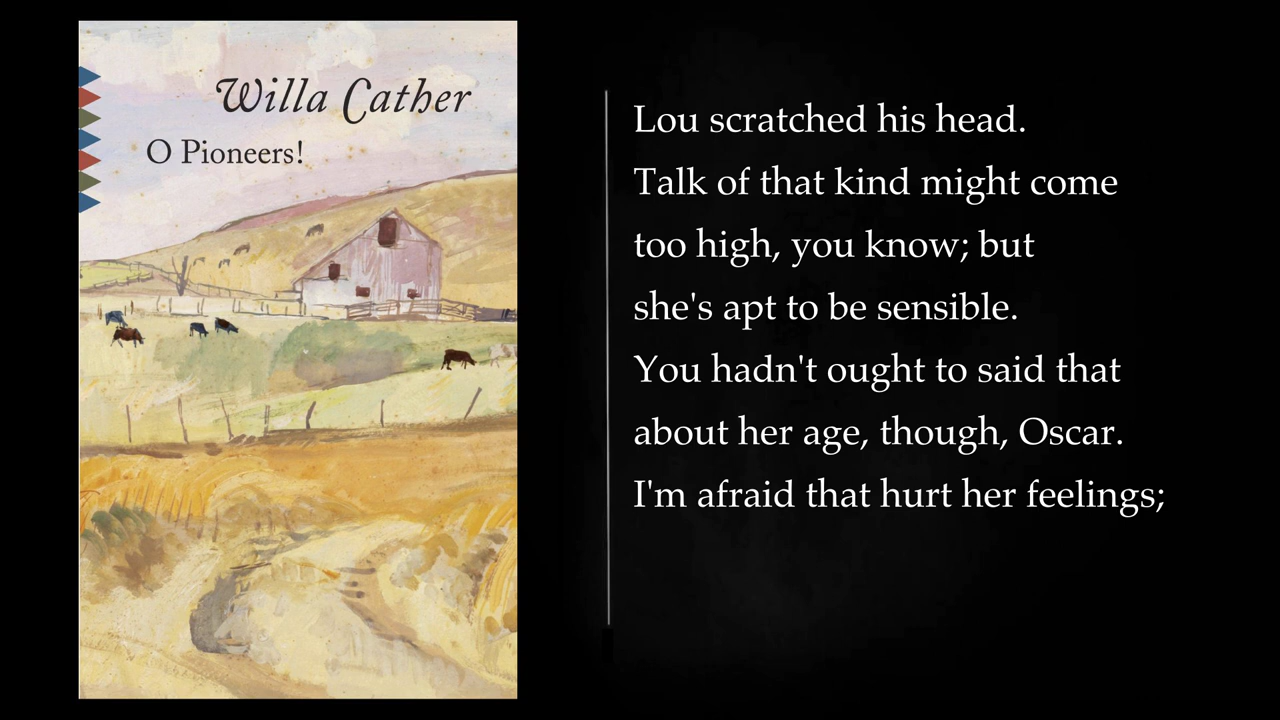 Willa Cather
O Pioneers!
Lou scratched his head.
Talk of that kind might come
too high, you know; but
she's apt to be sensible.
You hadn't ought to said that
about her age, though, Oscar.
I'm afraid that hurt her feelings;